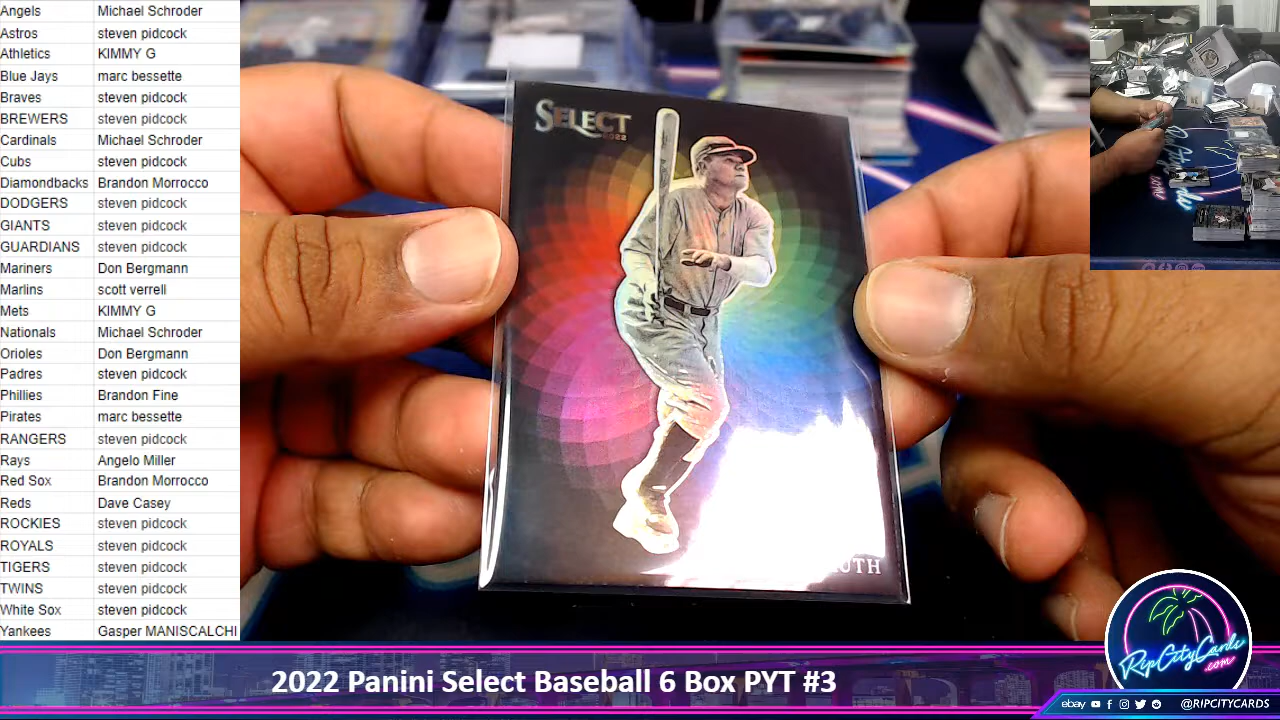 Angels Michael Schroder
Astros steven pidcock
Athletics KIMMY G
Blue Jays marc bessette
Braves steven pidcock
BREWERS steven pidcock
Cardinals Michael Schroder
Cubs steven pidcock
Diamondbacks Brandon Morrocco
DODGERS steven pidcock
GIANTS steven pidcock
GUARDIANS steven pidcock
Mariners Don Bergmann
Marlins scott verrell
Mets KIMMY G
Nationals Michael Schroder
Orioles Don Bergmann
Padres steven pidcock
Phillies Brandon Fine
Pirates marc bessette
RANGERS steven pidcock
Rays Angelo Miller
Red Sox Brandon Morrocco
Reds Dave Casey
ROCKIES steven pidcock
ROYALS steven pidcock
TIGERS steven pidcock
TWINS steven pidcock
White Sox steven pidcock
Yankees Gasper MANISCALCHI
SELECT
2022
UTH
2022 Panini Select Baseball 6 Box PYT #3
RipCityCards
.com
ebay @RIPCITYCARDS